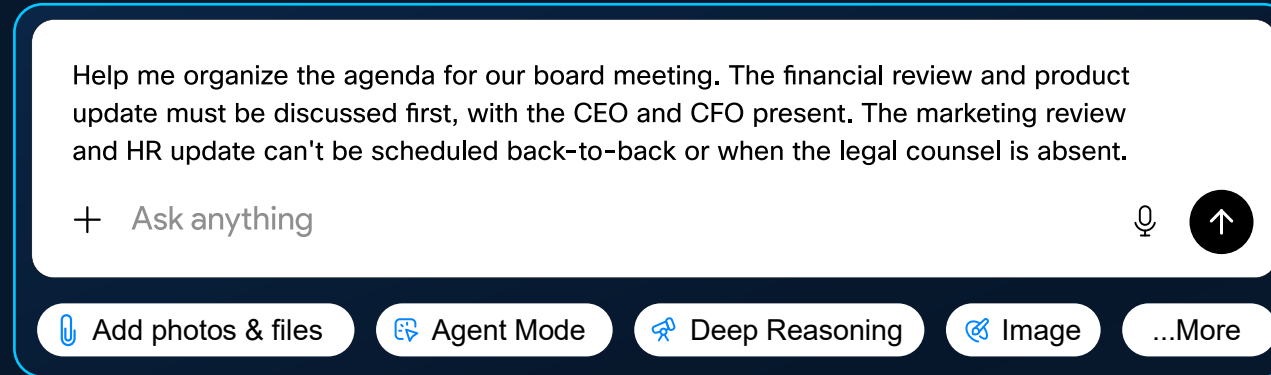 Help me organize the agenda for our board meeting. The financial review and product
update must be discussed first, with the CEO and CFO present. The marketing review
and HR update can't be scheduled back-to-back or when the legal counsel is absent.
Ask anything
Add photos & files
Agent Mode
Deep Reasoning
Image
...More